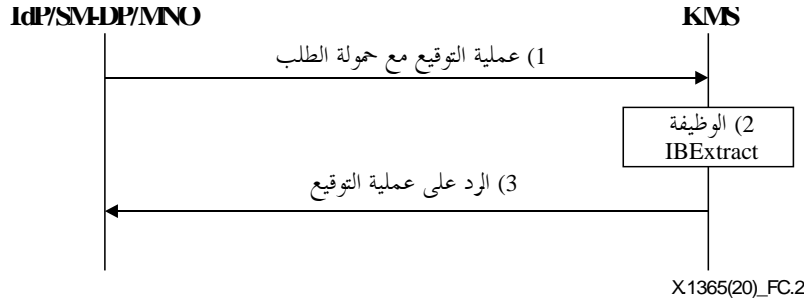 IdP/SM-DP/MNO
KMS
1) عملية التوقيع مع حمولة الطلب
2) الوظيفة
IBExtract
3) الرد على عملية التوقيع
X.1365(20)_FC.2